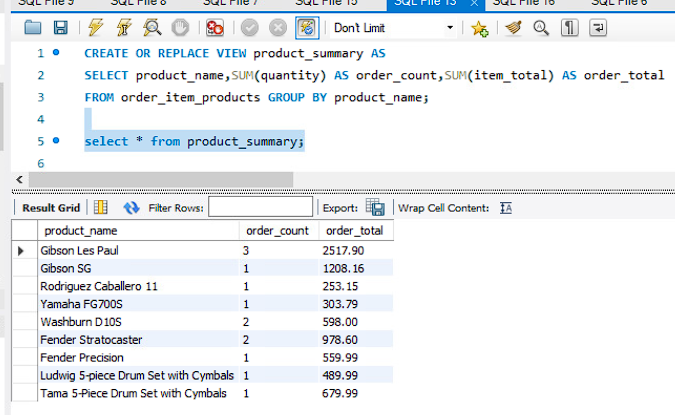 SQL File 9 SQL File 8 SQL File 7 SQL File 15 SQL File 13 SQL File 16 SQL File 6
Don't Limit
1 CREATE OR REPLACE VIEW product_summary AS
2 SELECT product_name,SUM(quantity) AS order_count,SUM(item_total) AS order_total
3 FROM order_item_products GROUP BY product_name;
4
5 select * from product_summary;
6
Result Grid Filter Rows: Export: Wrap Cell Content:
product_name order_count order_total
Gibson Les Paul 3 2517.90
Gibson SG 1 1208.16
Rodriguez Caballero 11 1 253.15
Yamaha FG700S 1 303.79
Washburn D10S 2 598.00
Fender Stratocaster 2 978.60
Fender Precision 1 559.99
Ludwig 5-piece Drum Set with Cymbals 1 489.99
Tama 5-Piece Drum Set with Cymbals 1 679.99